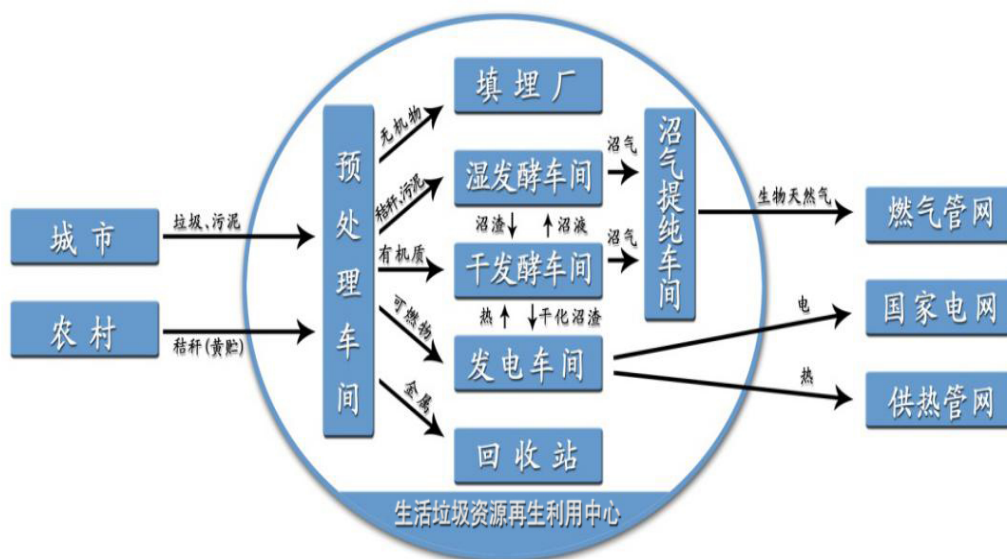 城市
农村
垃圾、污泥
秸秆(黄贮)
预处理车间
无机物
秸秆、污泥
有机质
可燃物
金属
填埋厂
湿发酵车间
沼渣
沼液
干发酵车间
热
干化沼渣
发电车间
回收站
沼气
沼气
沼气提纯车间
生物天然气
电
热
燃气管网
国家电网
供热管网
生活垃圾资源再生利用中心